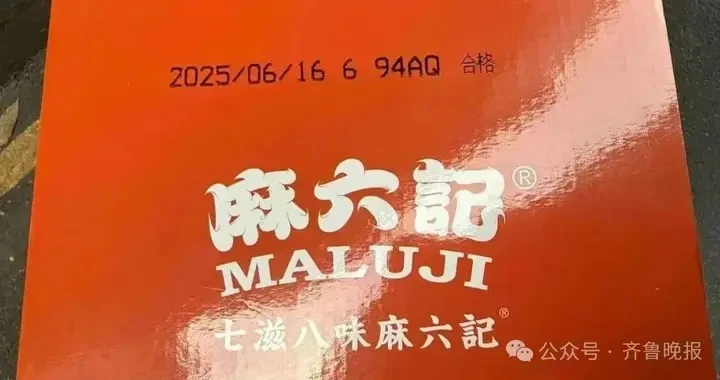 2025/06/16 6 94AQ 合格
麻六記®
MALUJI
七滋八味麻六記®
公众号·齐鲁晚报